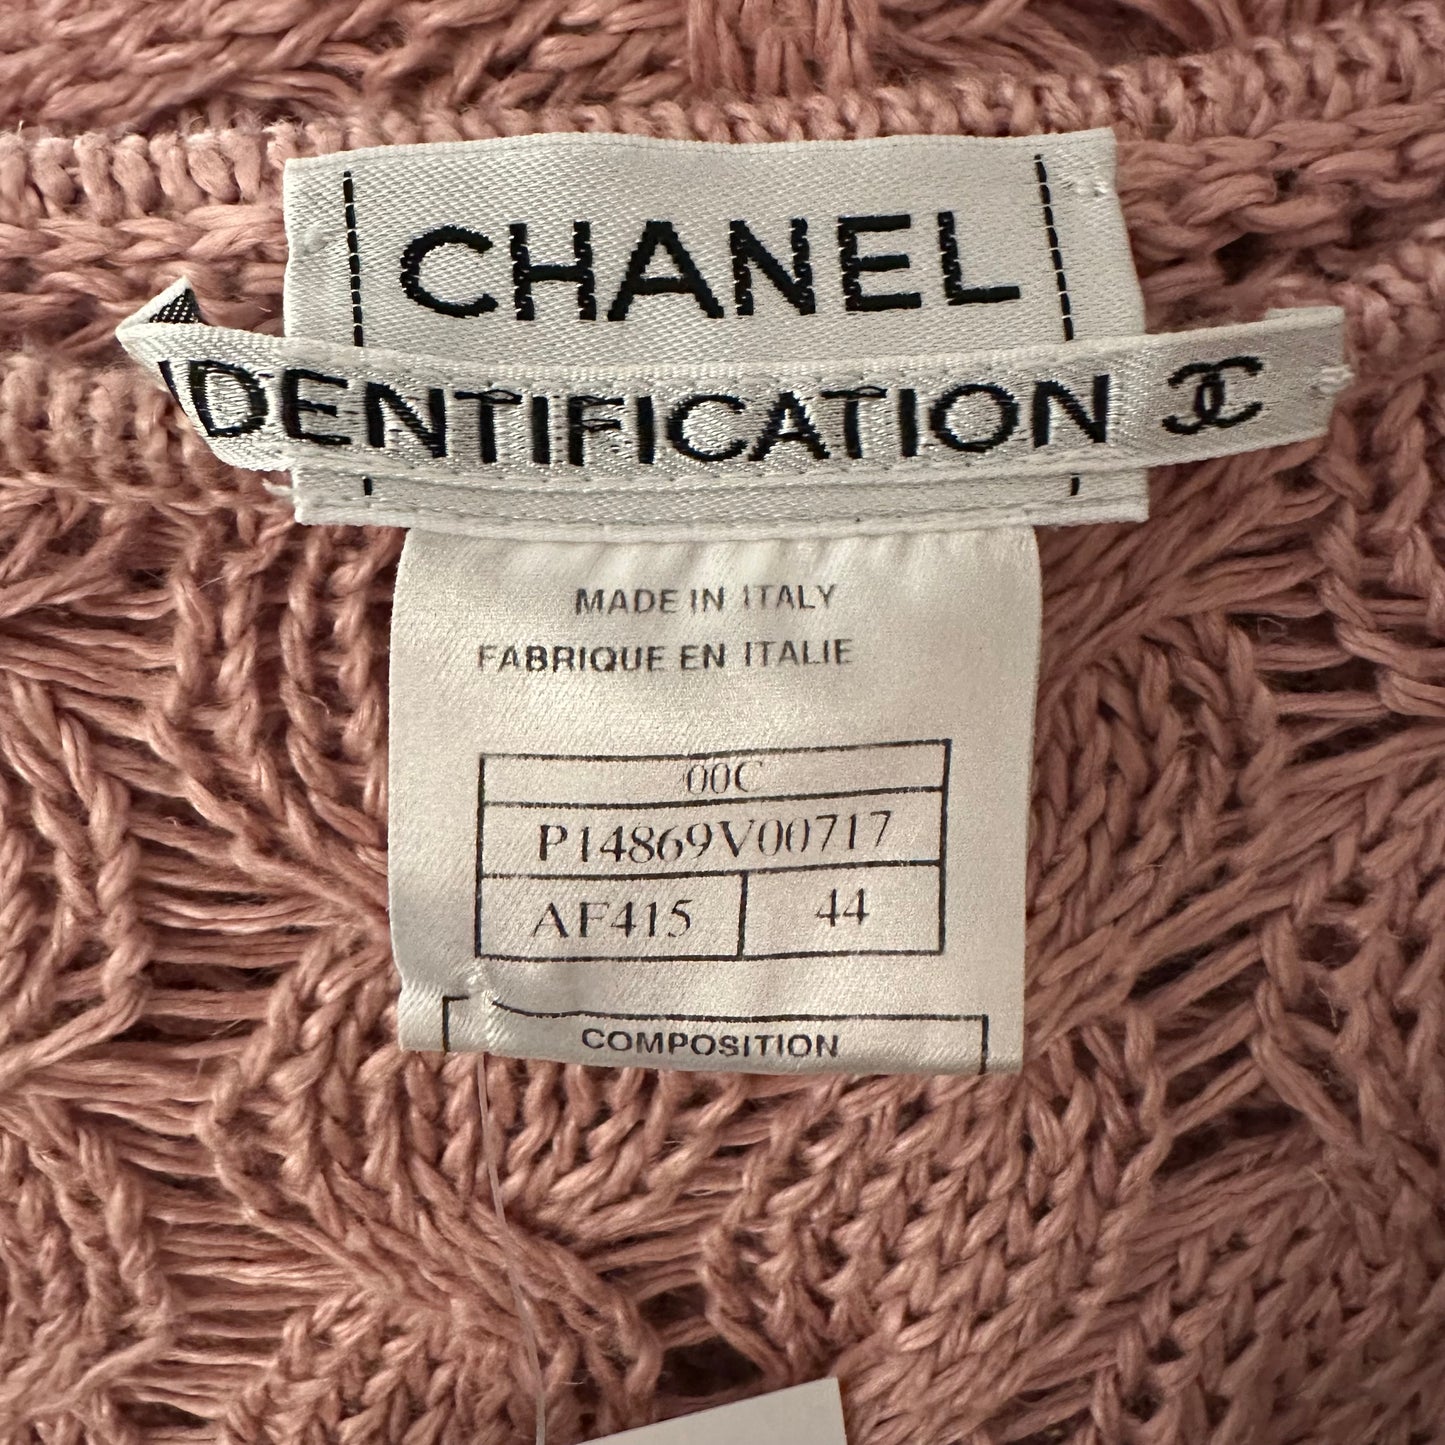 CHANEL
IDENTIFICATION
MADE IN ITALY
FABRIQUE EN ITALIE
00C
P14869V00717
AF415 44
COMPOSITION